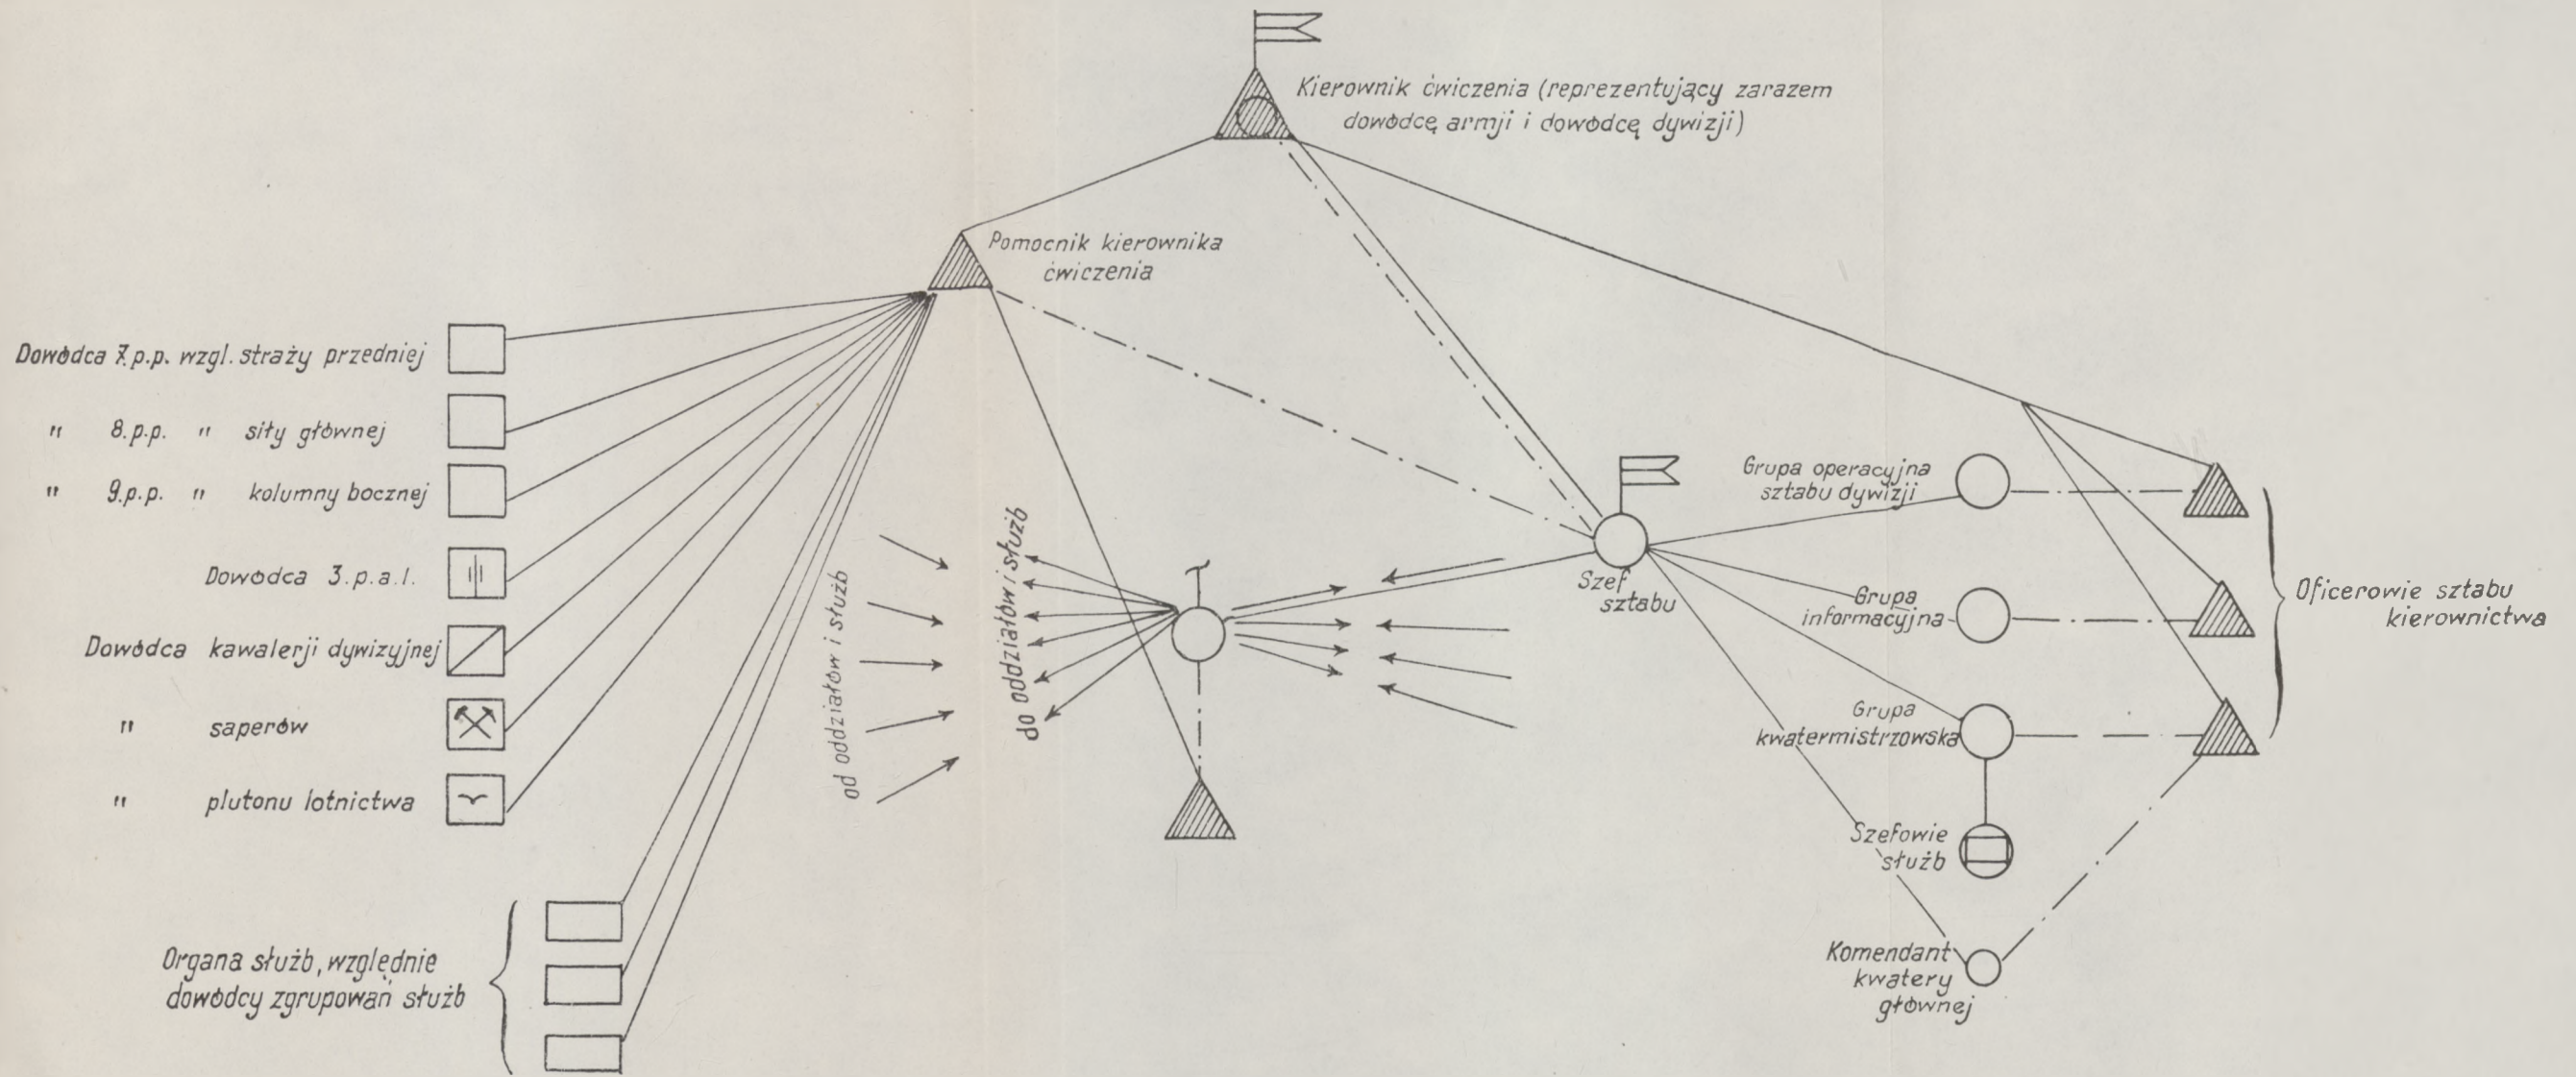 Kierownik ćwiczenia (reprezentujący zarazem
dowódcę armji i dowódcę dywizji)
Pomocnik kierownika
ćwiczenia
Dowódca 7.p.p. wzgl. straży przedniej
" 8.p.p. " siły głównej
" 9.p.p. " kolumny bocznej
Dowódca 3.p.a.l.
Dowódca kawalerji dywizyjnej
" saperów
" plutonu lotnictwa
Organa służb, względnie
dowódcy zgrupowań służb
od oddziałów i służb
do oddziałów i służb
Szef
sztabu
Grupa operacyjna
sztabu dywizji
Grupa
informacyjna
Grupa
kwatermistrzowska
Szefowie
służb
Komendant
kwatery
głównej
Oficerowie sztabu
kierownictwa